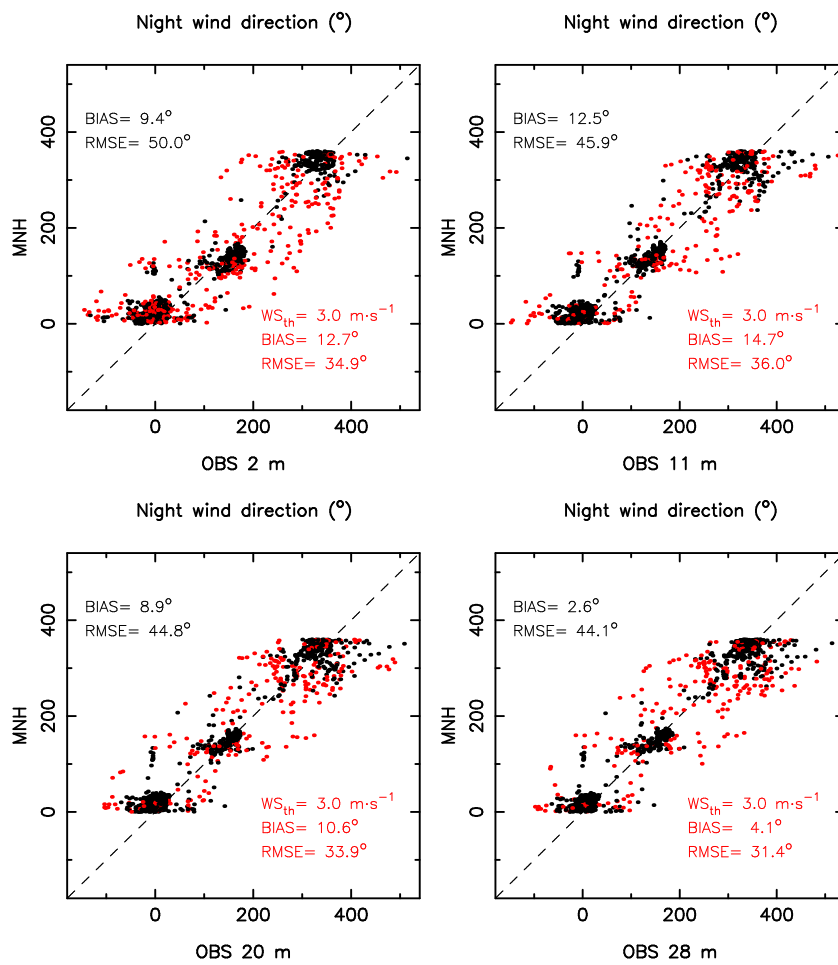 Night wind direction (°)
BIAS= 9.4°
RMSE= 50.0°
400
200
0
MNH
WS_th= 3.0 m·s⁻¹
BIAS= 12.7°
RMSE= 34.9°
0 200 400
OBS 2 m
Night wind direction (°)
BIAS= 12.5°
RMSE= 45.9°
400
200
0
MNH
WS_th= 3.0 m·s⁻¹
BIAS= 14.7°
RMSE= 36.0°
0 200 400
OBS 11 m
Night wind direction (°)
BIAS= 8.9°
RMSE= 44.8°
400
200
0
MNH
WS_th= 3.0 m·s⁻¹
BIAS= 10.6°
RMSE= 33.9°
0 200 400
OBS 20 m
Night wind direction (°)
BIAS= 2.6°
RMSE= 44.1°
400
200
0
MNH
WS_th= 3.0 m·s⁻¹
BIAS= 4.1°
RMSE= 31.4°
0 200 400
OBS 28 m